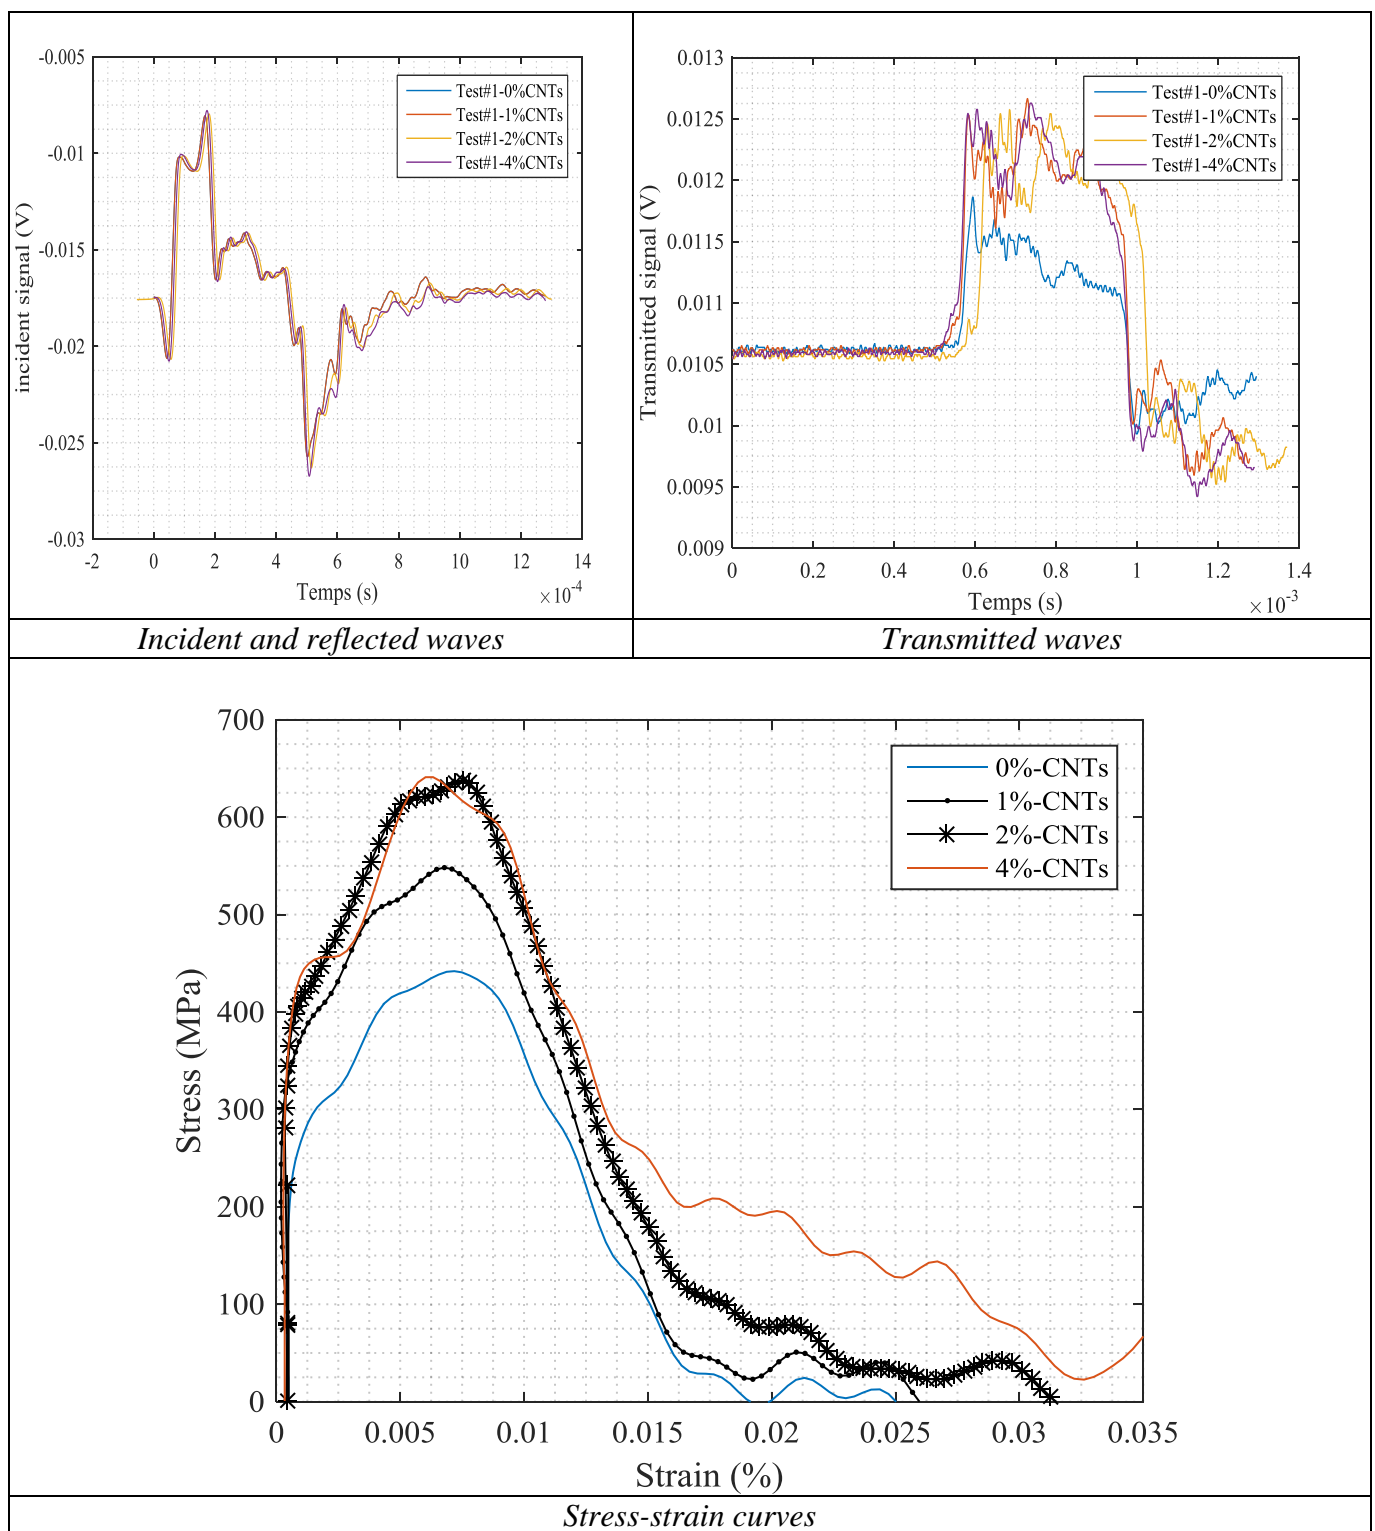 -0.005
-0.01
-0.015
-0.02
-0.025
-0.03
incident signal (V)
Test#1-0%CNTs
Test#1-1%CNTs
Test#1-2%CNTs
Test#1-4%CNTs
-2 0 2 4 6 8 10 12 14
Temps (s)
×10-4
0.013
0.0125
0.012
0.0115
0.011
0.0105
0.01
0.0095
0.009
Transmitted signal (V)
Test#1-0%CNTs
Test#1-1%CNTs
Test#1-2%CNTs
Test#1-4%CNTs
0 0.2 0.4 0.6 0.8 1 1.2 1.4
Temps (s)
×10-3
Incident and reflected waves
Transmitted waves
700
600
500
400
300
200
100
0
Stress (MPa)
0%-CNTs
1%-CNTs
2%-CNTs
4%-CNTs
0 0.005 0.01 0.015 0.02 0.025 0.03 0.035
Strain (%)
Stress-strain curves